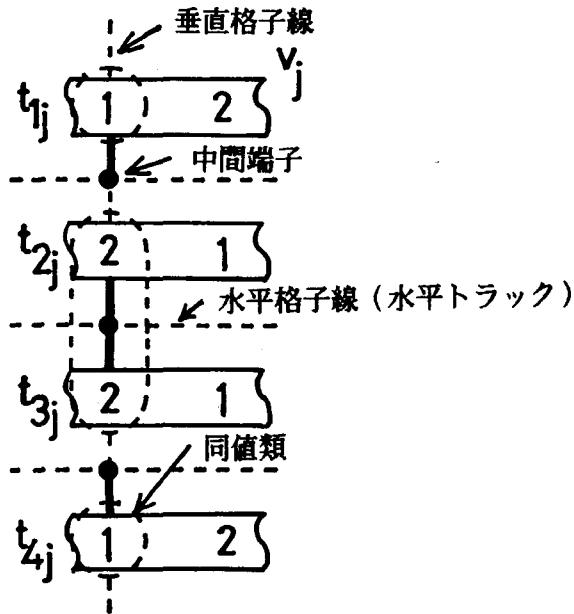 垂直格子線
vj
t1j 1 2
中間端子
t2j 2 1
水平格子線（水平トラック）
t3j 2 1
同値類
t4j 1 2